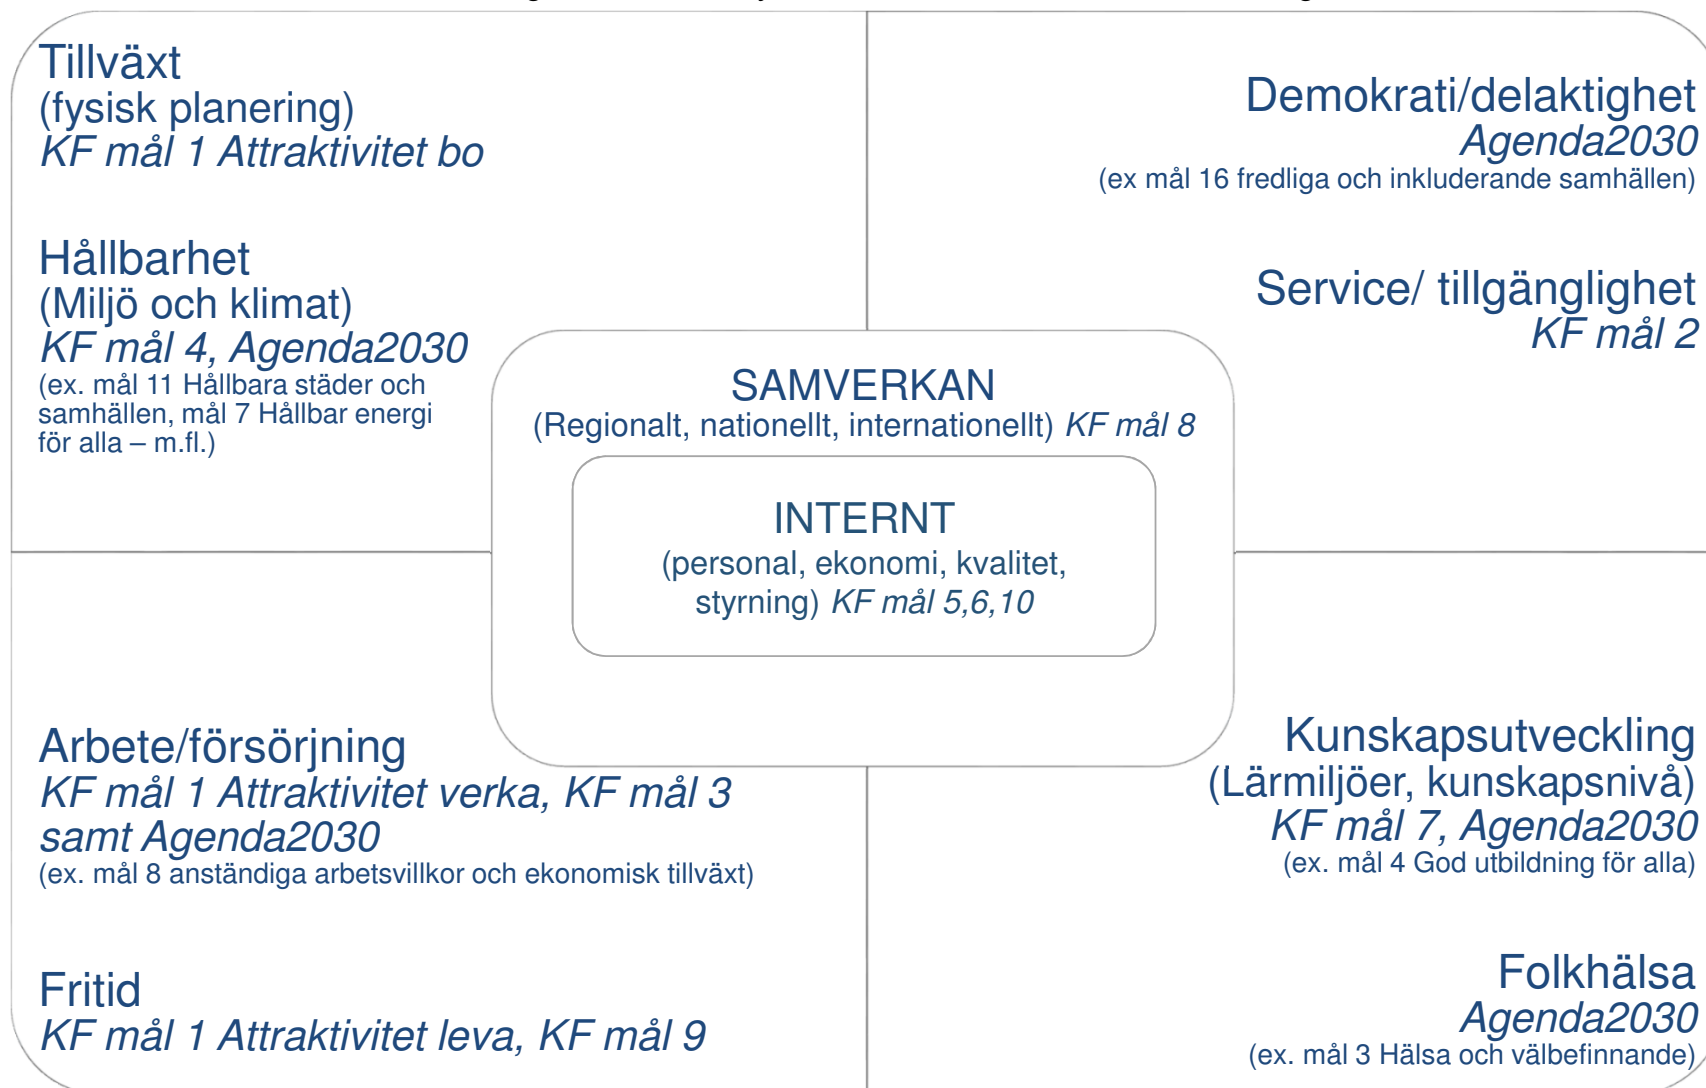 Tillväxt
(fysisk planering)
KF mål 1 Attraktivitet bo
Hållbarhet
(Miljö och klimat)
KF mål 4, Agenda2030
(ex. mål 11 Hållbara städer och
samhällen, mål 7 Hållbar energi
för alla – m.fl.)
Demokrati/delaktighet
Agenda2030
(ex mål 16 fredliga och inkluderande samhällen)
Service/ tillgänglighet
KF mål 2
SAMVERKAN
(Regionalt, nationellt, internationellt) KF mål 8
INTERNT
(personal, ekonomi, kvalitet,
styrning) KF mål 5,6,10
Arbete/försörjning
KF mål 1 Attraktivitet verka, KF mål 3
samt Agenda2030
(ex. mål 8 anständiga arbetsvillkor och ekonomisk tillväxt)
Fritid
KF mål 1 Attraktivitet leva, KF mål 9
Kunskapsutveckling
(Lärmiljöer, kunskapsnivå)
KF mål 7, Agenda2030
(ex. mål 4 God utbildning för alla)
Folkhälsa
Agenda2030
(ex. mål 3 Hälsa och välbefinnande)